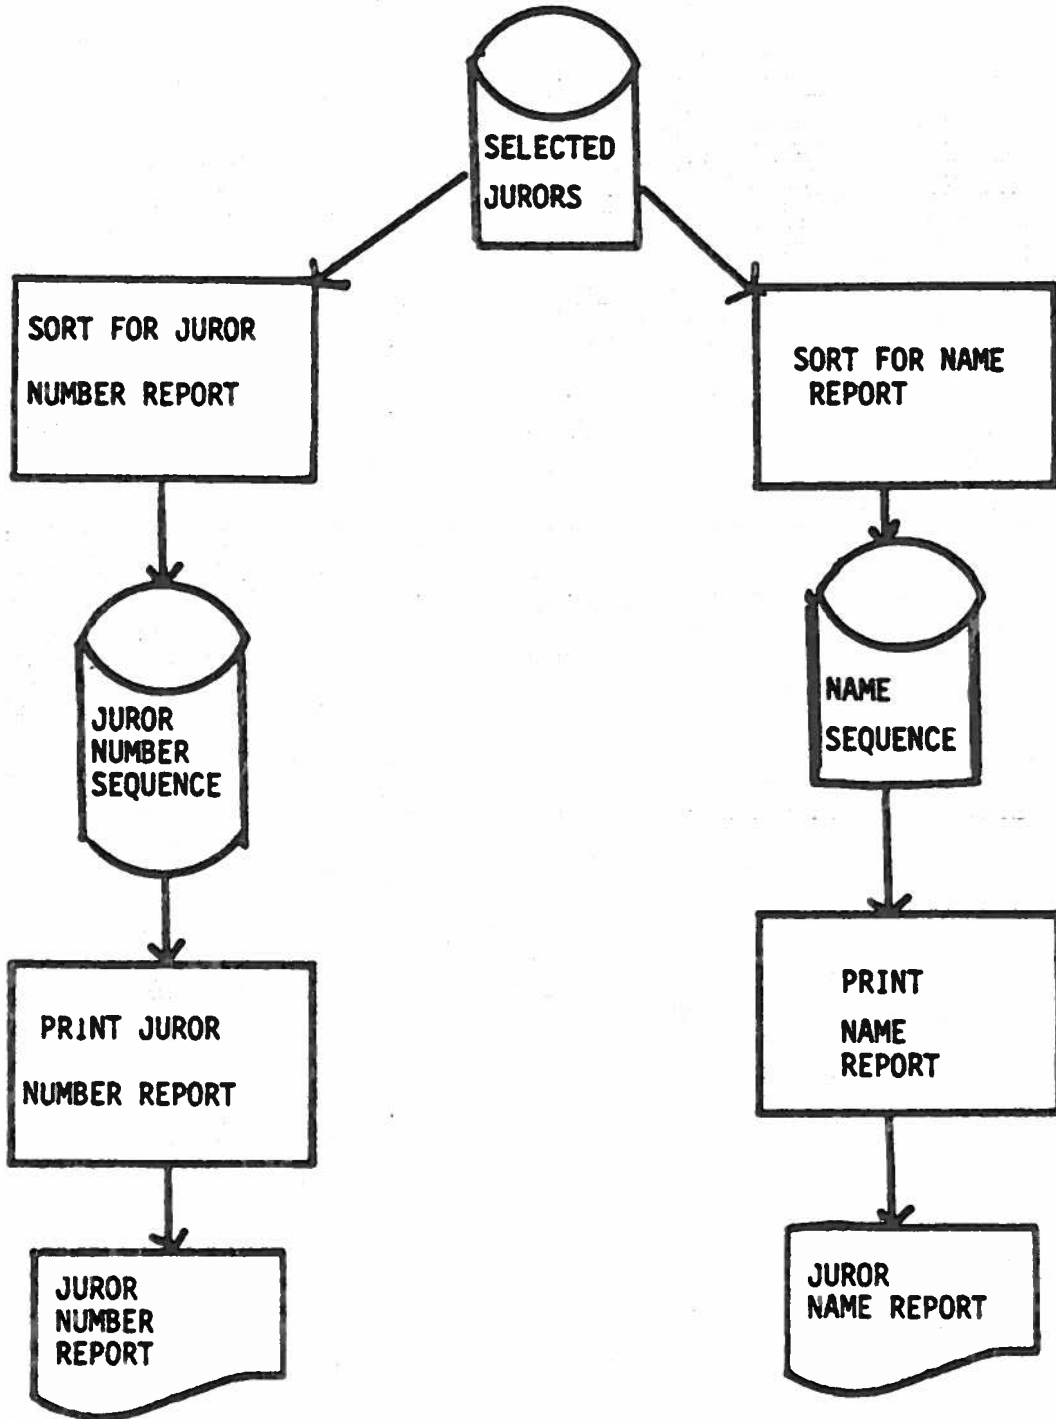 SELECTED
JURORS
SORT FOR JUROR
NUMBER REPORT
SORT FOR NAME
REPORT
JUROR
NUMBER
SEQUENCE
NAME
SEQUENCE
PRINT JUROR
NUMBER REPORT
PRINT
NAME
REPORT
JUROR
NUMBER
REPORT
JUROR
NAME REPORT